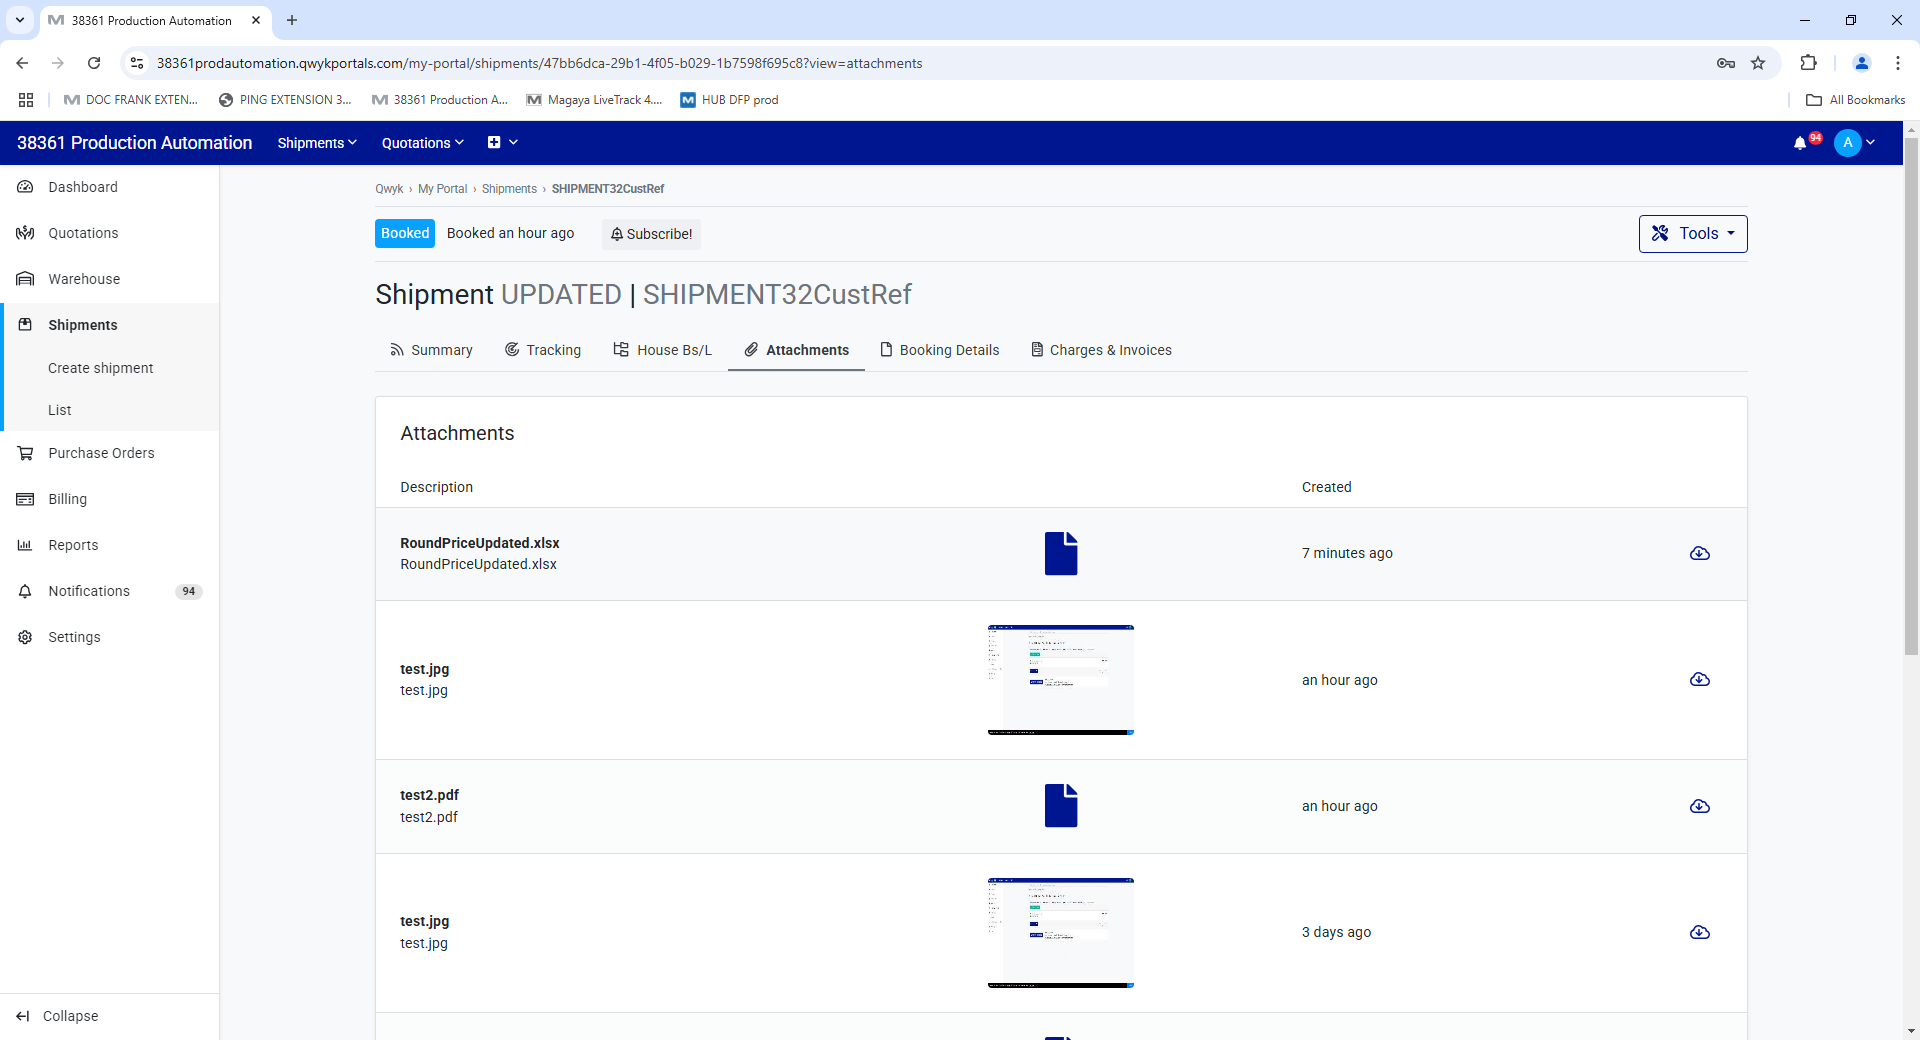 38361 Production Automation
38361prodautomation.qwykportals.com/my-portal/shipments/47bb6dca-29b1-4f05-b029-1b7598f695c8?view=attachments
DOC FRANK EXTEN... PING EXTENSION 3... 38361 Production A... Magaya LiveTrack 4.... HUB DFP prod All Bookmarks
38361 Production Automation Shipments Quotations 94 A
Dashboard
Quotations
Warehouse
Shipments
Create shipment
List
Purchase Orders
Billing
Reports
Notifications 94
Settings
Collapse
Qwyk › My Portal › Shipments › SHIPMENT32CustRef
Booked Booked an hour ago Subscribe! Tools
Shipment UPDATED | SHIPMENT32CustRef
Summary Tracking House Bs/L Attachments Booking Details Charges & Invoices
Attachments
Description Created
RoundPriceUpdated.xlsx
RoundPriceUpdated.xlsx
7 minutes ago
test.jpg
test.jpg
an hour ago
test2.pdf
test2.pdf
an hour ago
test.jpg
test.jpg
3 days ago